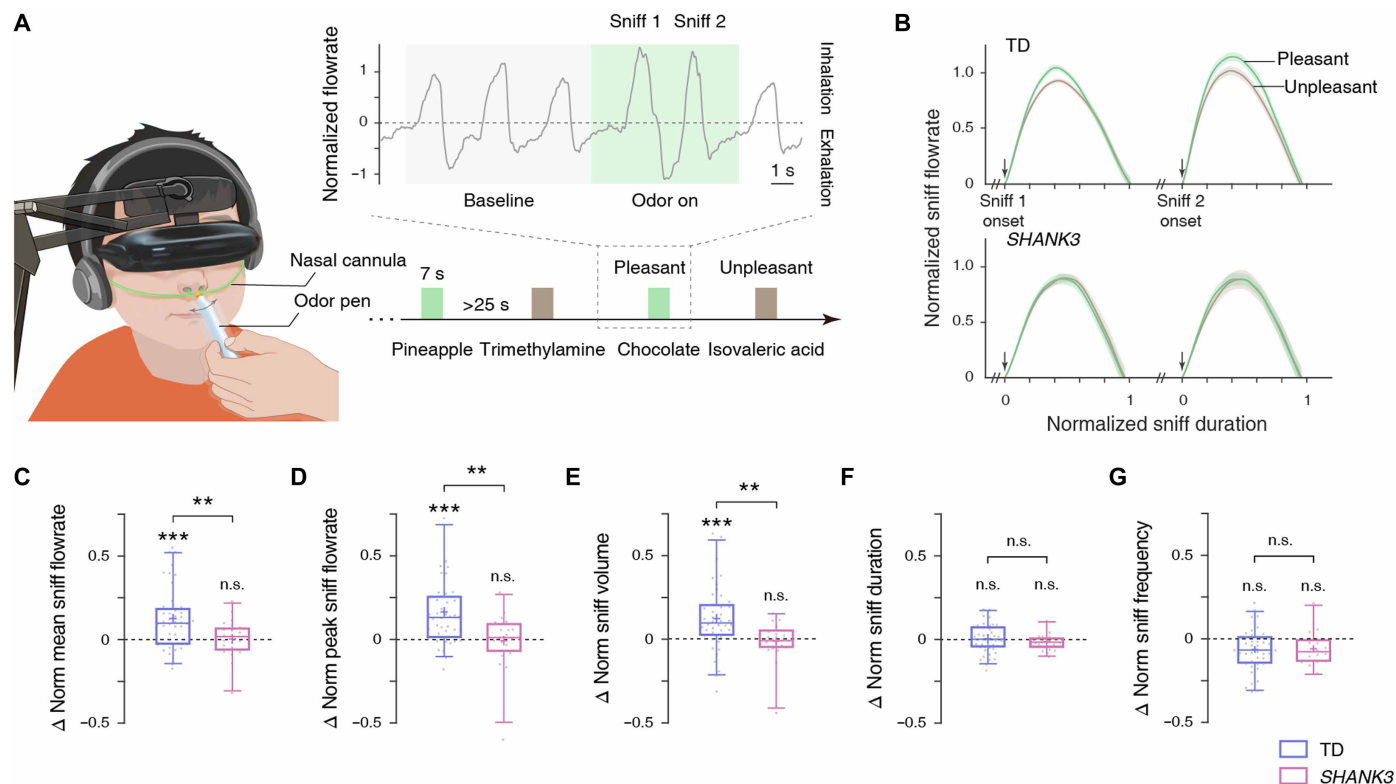 A
Sniff 1 Sniff 2
Normalized flowrate
1
0
−1
Inhalation
Exhalation
1 s
Baseline
Odor on
Nasal cannula
Odor pen
7 s
>25 s
Pleasant
Unpleasant
Pineapple Trimethylamine Chocolate Isovaleric acid
B
TD
Pleasant
Unpleasant
Normalized sniff flowrate
1.0
0.5
0
Sniff 1
onset
Sniff 2
onset
SHANK3
1.0
0.5
0
0 1 0 1
Normalized sniff duration
C
Δ Norm mean sniff flowrate
0.5
0
−0.5
**
***
n.s.
D
Δ Norm peak sniff flowrate
0.5
0
−0.5
**
***
n.s.
E
Δ Norm sniff volume
0.5
0
−0.5
**
***
n.s.
F
Δ Norm sniff duration
0.5
0
−0.5
n.s.
n.s. n.s.
G
Δ Norm sniff frequency
0.5
0
−0.5
n.s.
n.s. n.s.
TD
SHANK3